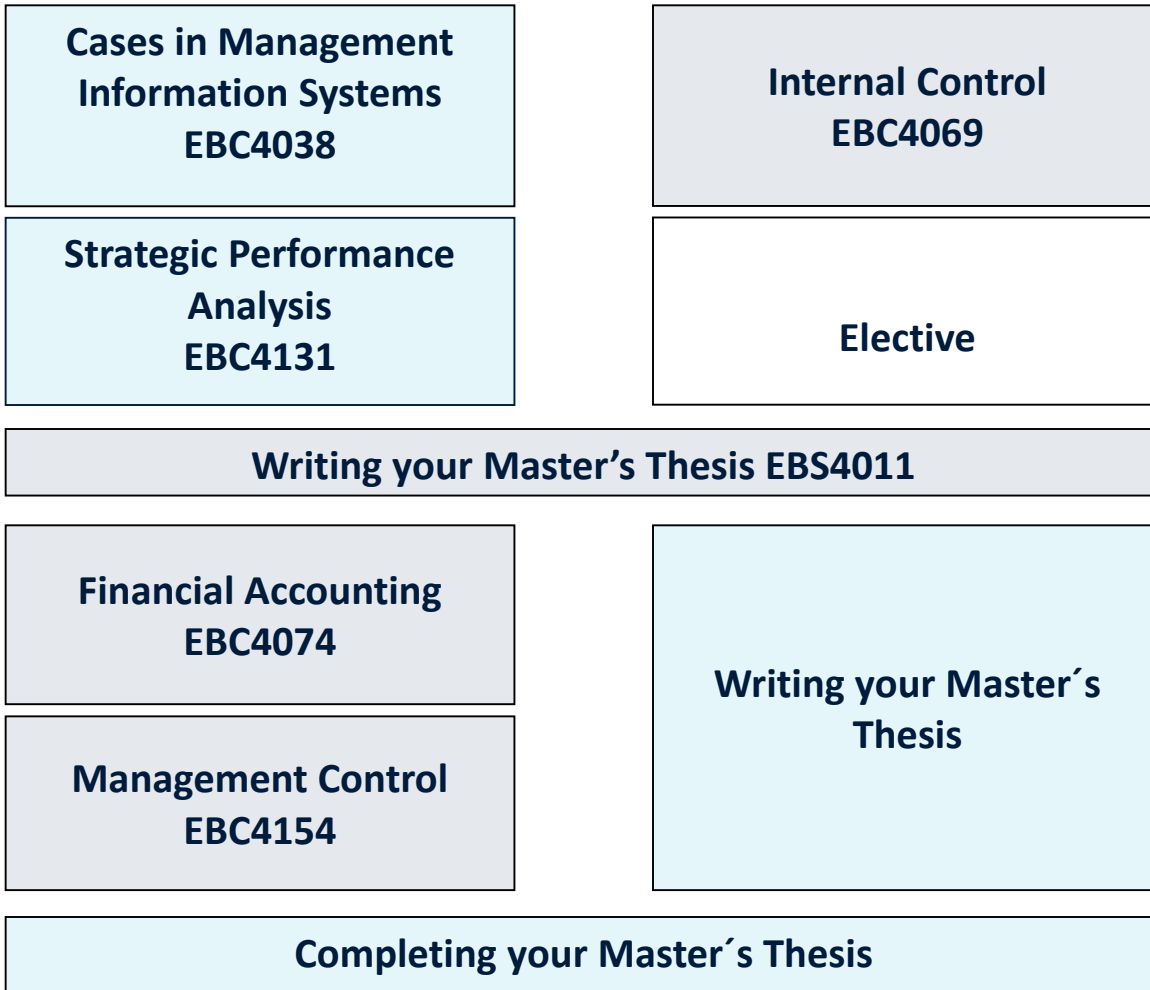 Cases in Management
Information Systems
EBC4038
Internal Control
EBC4069
Strategic Performance
Analysis
EBC4131
Elective
Writing your Master’s Thesis EBS4011
Financial Accounting
EBC4074
Writing your Master´s
Thesis
Management Control
EBC4154
Completing your Master´s Thesis